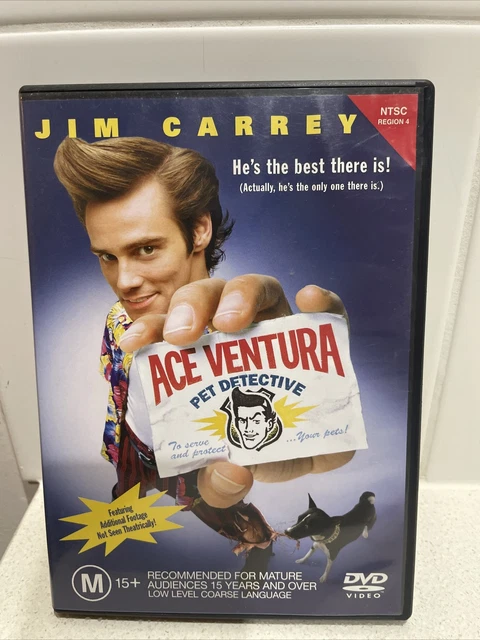 JIM CARREY
NTSC
REGION 4
He's the best there is!
(Actually, he's the only one there is.)
ACE VENTURA
PET DETECTIVE
To serve
and protect
...Your pets!
Featuring
Additional Footage
Not Seen Theatrically!
M 15+
RECOMMENDED FOR MATURE
AUDIENCES 15 YEARS AND OVER
LOW LEVEL COARSE LANGUAGE
DVD
VIDEO